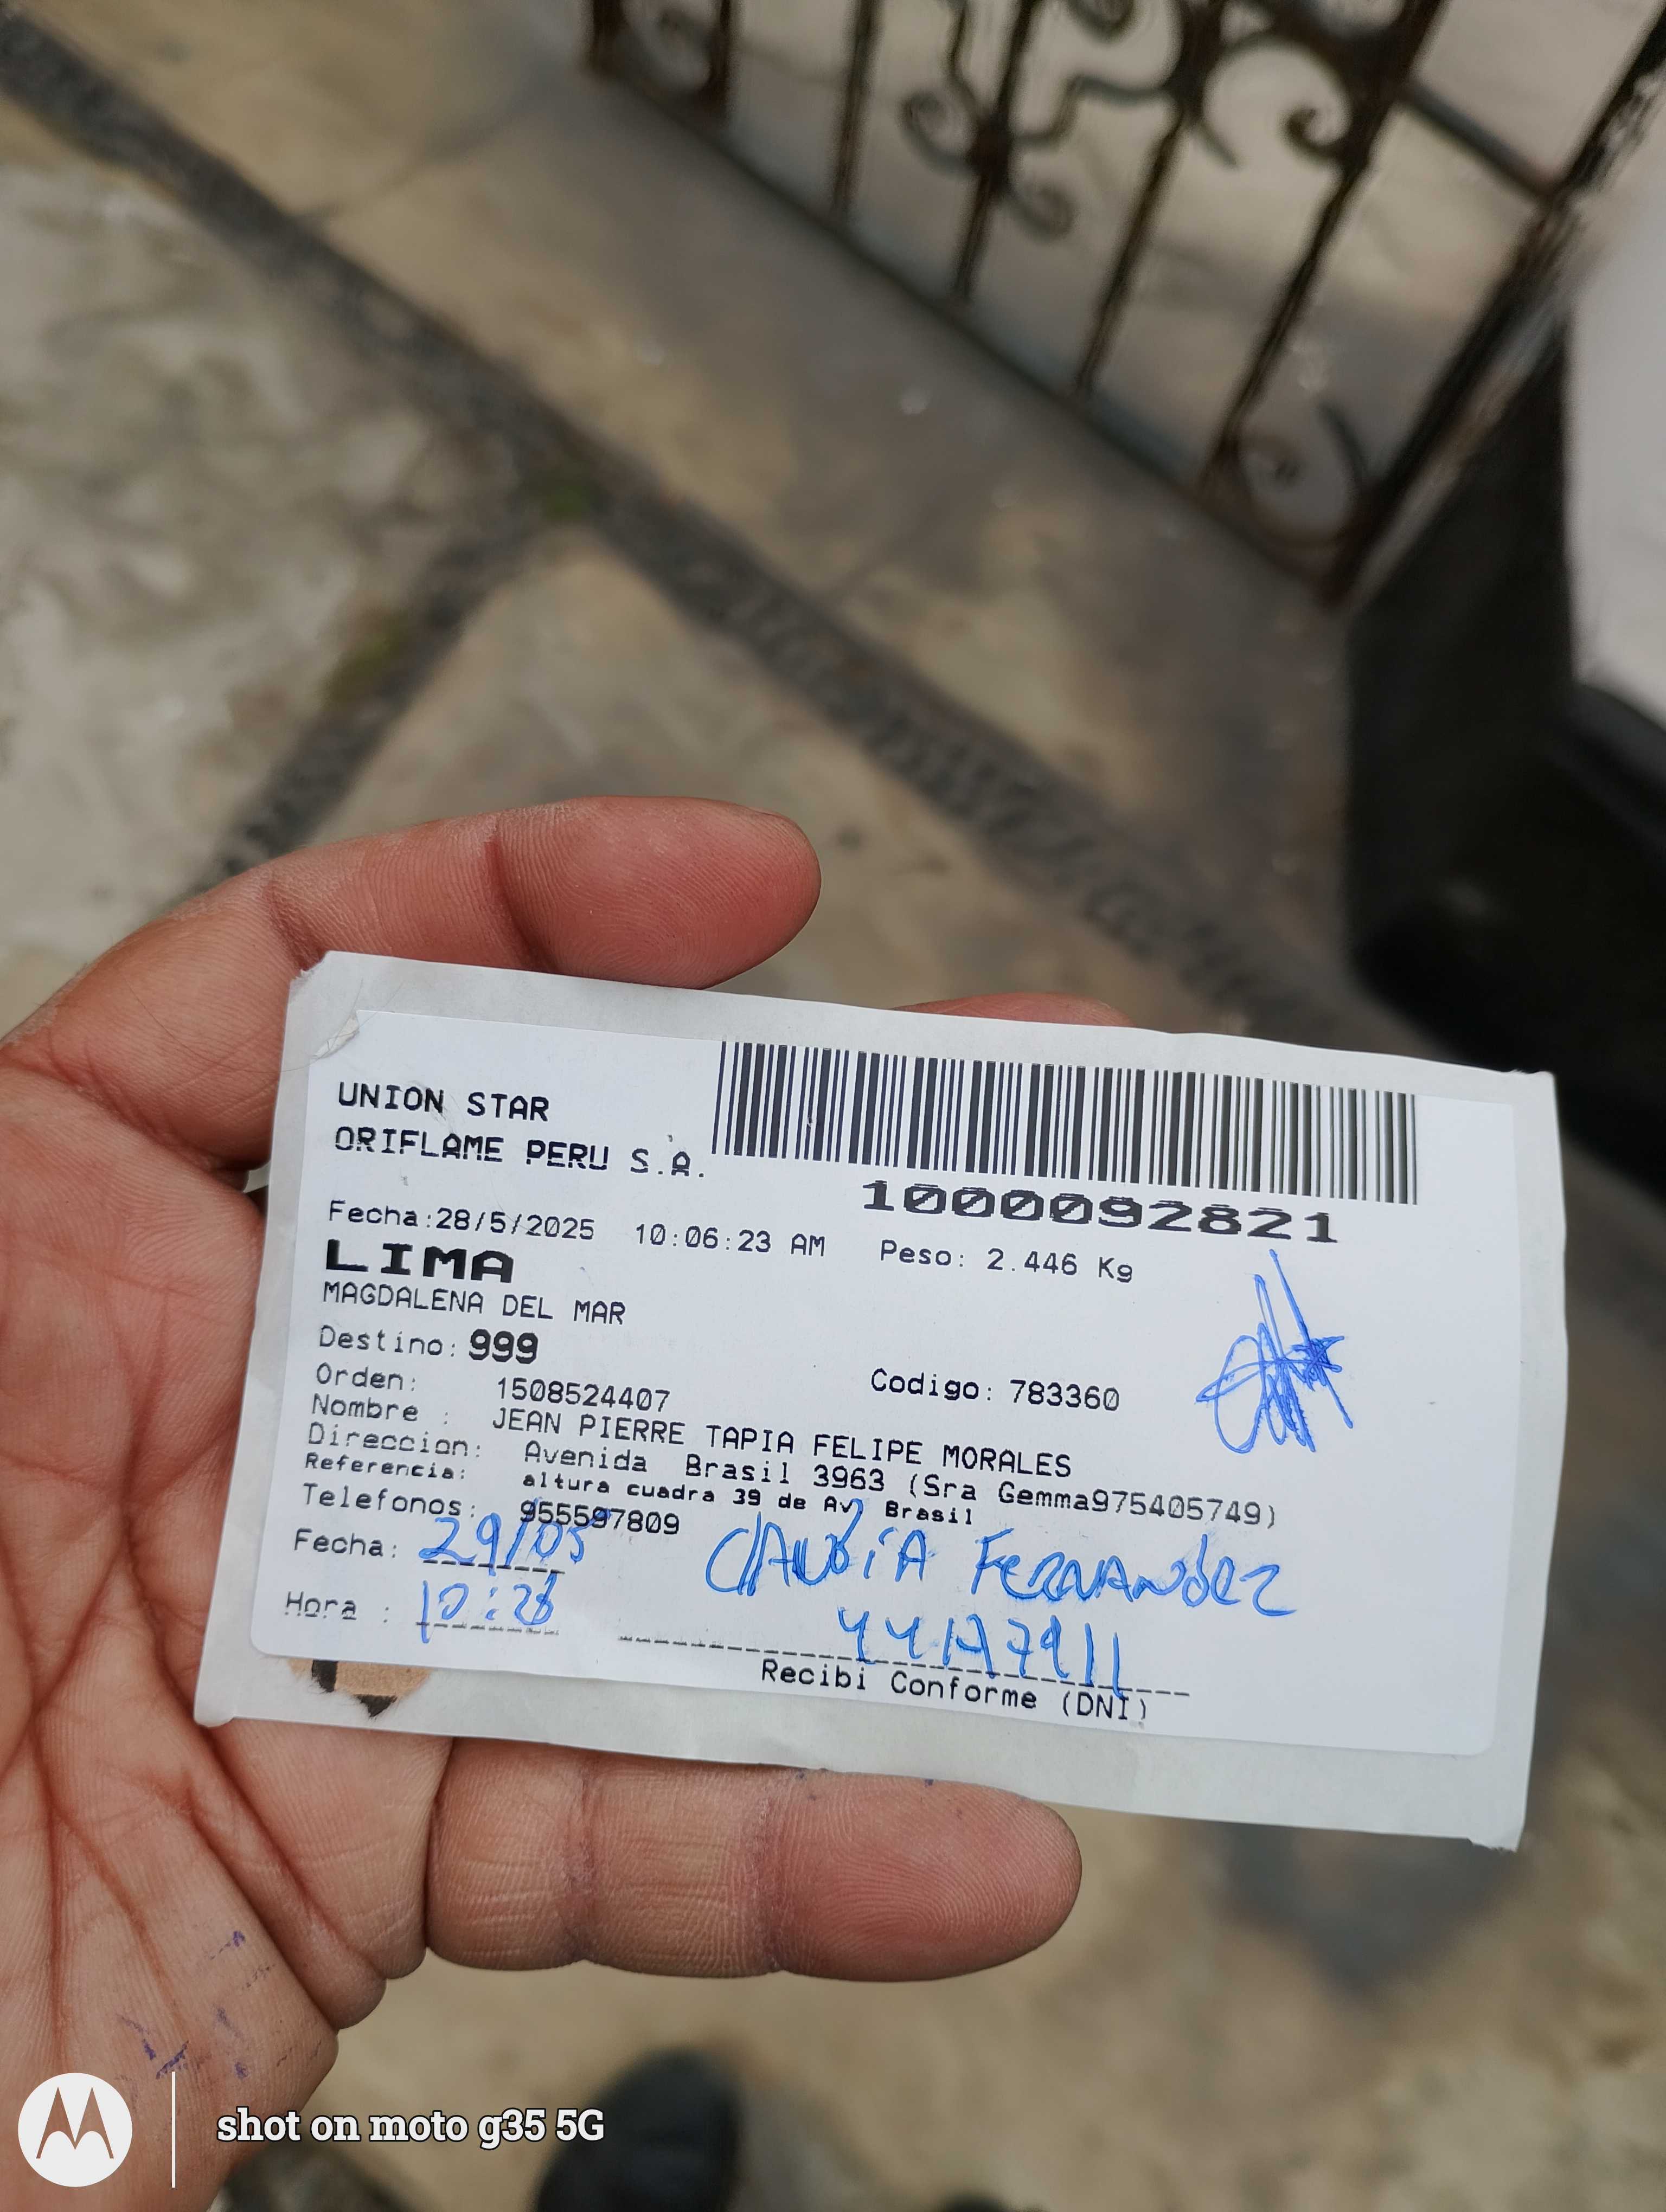 UNION STAR
ORIFLAME PERU S.A.
1000092821
Fecha:28/5/2025 10:06:23 AM Peso: 2.446 Kg
LIMA
MAGDALENA DEL MAR
Destino: 999
Orden: 1508524407 Codigo: 783360
Nombre : JEAN PIERRE TAPIA FELIPE MORALES
Direccion: Avenida Brasil 3963 (Sra Gemma975405749)
Referencia: altura cuadra 39 de Av Brasil
Telefonos: 955597809
Fecha: 29/05 CLAUDIA FERNANDEZ
Hora :
Recibi Conforme (DNI)
shot on moto g35 5G